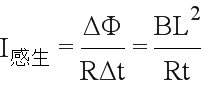 I感生 = ΔΦ/RΔt = BL²/Rt